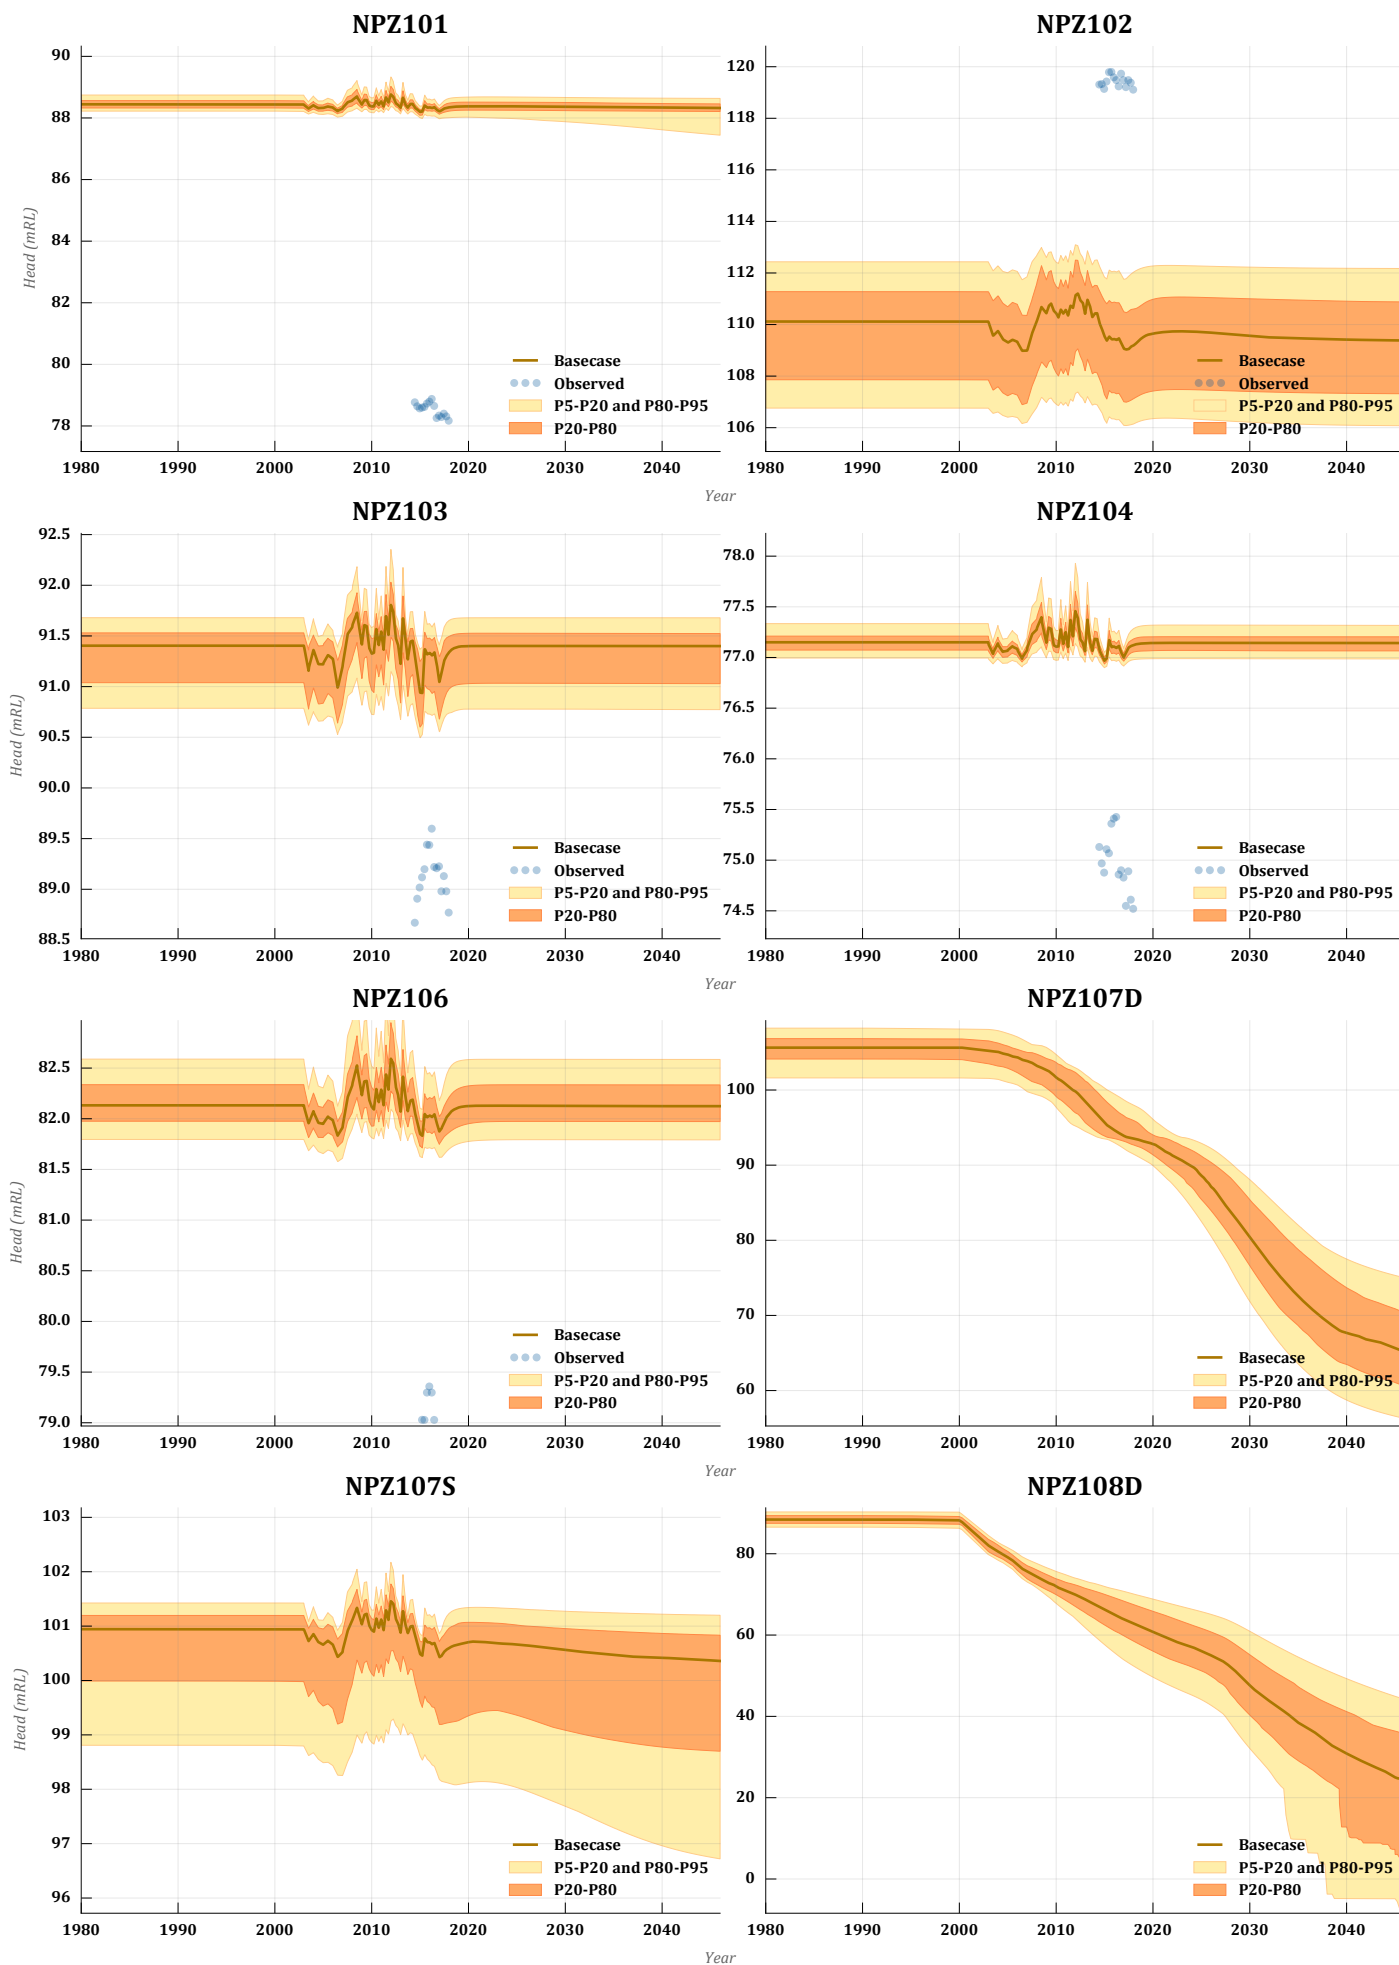 NPZ101
NPZ102
90
88
86
84
82
80
78
Head (mRL)
Basecase
Observed
P5-P20 and P80-P95
P20-P80
1980 1990 2000 2010 2020 2030 2040
120
118
116
114
112
110
108
106
Basecase
Observed
P5-P20 and P80-P95
P20-P80
1980 1990 2000 2010 2020 2030 2040
Year
NPZ103
NPZ104
92.5
92.0
91.5
91.0
90.5
90.0
89.5
89.0
88.5
Head (mRL)
Basecase
Observed
P5-P20 and P80-P95
P20-P80
1980 1990 2000 2010 2020 2030 2040
78.0
77.5
77.0
76.5
76.0
75.5
75.0
74.5
Basecase
Observed
P5-P20 and P80-P95
P20-P80
1980 1990 2000 2010 2020 2030 2040
Year
NPZ106
NPZ107D
82.5
82.0
81.5
81.0
80.5
80.0
79.5
79.0
Head (mRL)
Basecase
Observed
P5-P20 and P80-P95
P20-P80
1980 1990 2000 2010 2020 2030 2040
100
90
80
70
60
Basecase
P5-P20 and P80-P95
P20-P80
1980 1990 2000 2010 2020 2030 2040
Year
NPZ107S
NPZ108D
103
102
101
100
99
98
97
96
Head (mRL)
Basecase
P5-P20 and P80-P95
P20-P80
1980 1990 2000 2010 2020 2030 2040
80
60
40
20
0
Basecase
P5-P20 and P80-P95
P20-P80
1980 1990 2000 2010 2020 2030 2040
Year